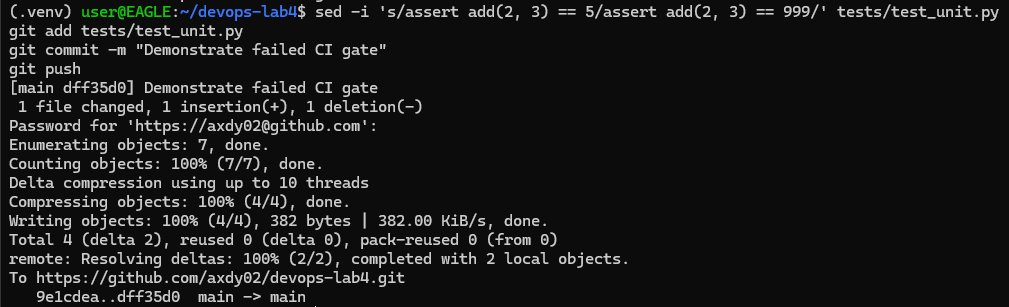 (.venv) user@EAGLE:~/devops-lab4$ sed -i 's/assert add(2, 3) == 5/assert add(2, 3) == 999/' tests/test_unit.py
git add tests/test_unit.py
git commit -m "Demonstrate failed CI gate"
git push
[main dff35d0] Demonstrate failed CI gate
 1 file changed, 1 insertion(+), 1 deletion(-)
Password for 'https://axdy02@github.com':
Enumerating objects: 7, done.
Counting objects: 100% (7/7), done.
Delta compression using up to 10 threads
Compressing objects: 100% (4/4), done.
Writing objects: 100% (4/4), 382 bytes | 382.00 KiB/s, done.
Total 4 (delta 2), reused 0 (delta 0), pack-reused 0 (from 0)
remote: Resolving deltas: 100% (2/2), completed with 2 local objects.
To https://github.com/axdy02/devops-lab4.git
   9e1cdea..dff35d0  main -> main